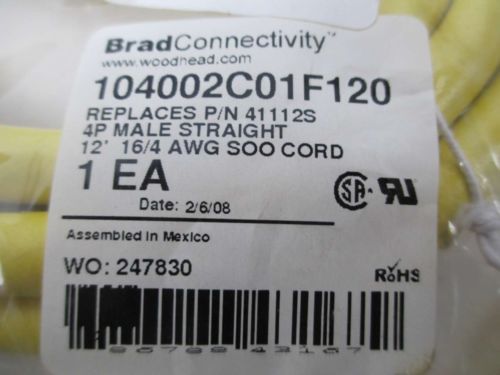 BradConnectivity™
www.woodhead.com
104002C01F120
REPLACES P/N 41112S
4P MALE STRAIGHT
12' 16/4 AWG SOO CORD
1 EA
Date: 2/6/08
Assembled in Mexico
WO: 247830
RoHS